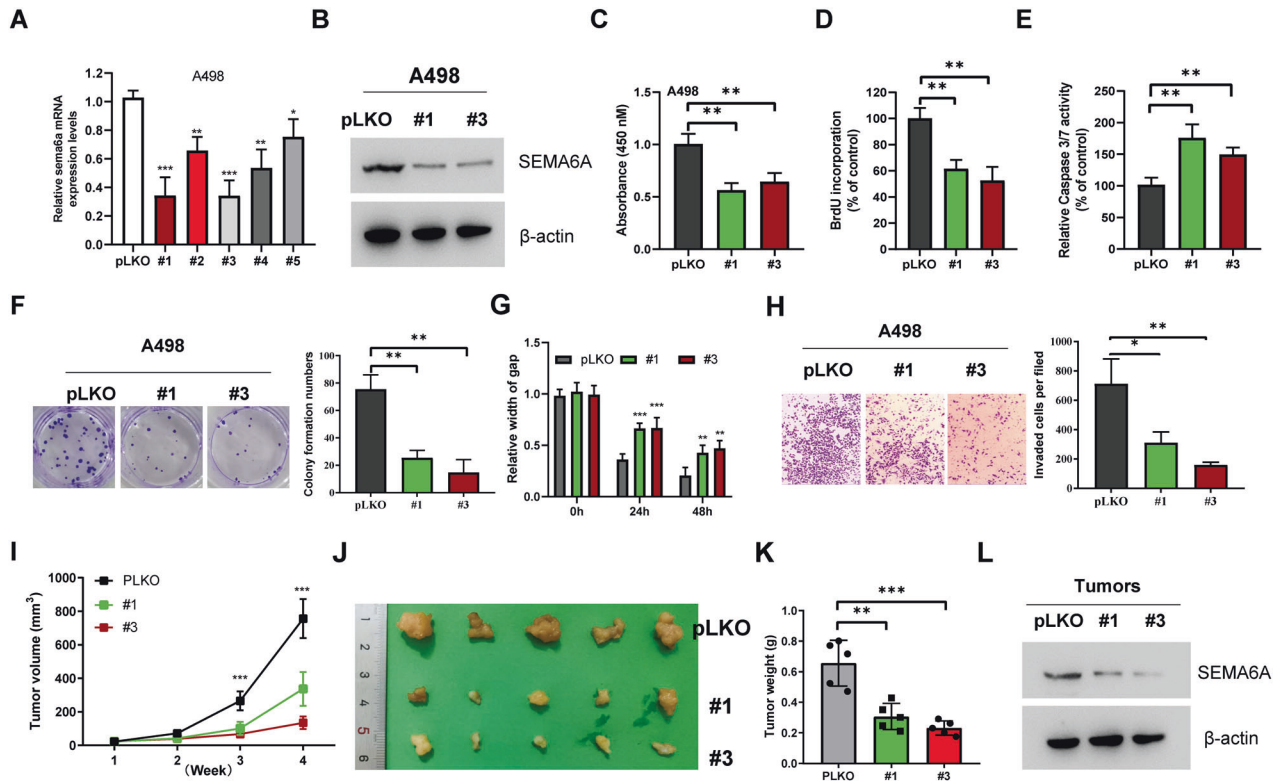 A
Relative sema6a mRNA
expression levels
A498
1.2
1.0
0.8
0.6
0.4
0.2
0.0
***
**
***
**
*
pLKO #1 #2 #3 #4 #5
B
A498
pLKO #1 #3
SEMA6A
β-actin
C
Absorbance (450 nM)
A498
1.5
1.0
0.5
0.0
**
**
pLKO #1 #3
D
BrdU incorporation
(% of control)
120
100
80
60
40
20
0
**
**
pLKO #1 #3
E
Relative Caspase 3/7 activity
(% of control)
250
200
150
100
50
0
**
**
pLKO #1 #3
F
A498
pLKO #1 #3
Colony formation numbers
100
80
60
40
20
0
**
**
pLKO #1 #3
G
Relative width of gap
1.5
1.0
0.5
0.0
pLKO #1 #3
*** ***
** **
0h 24h 48h
H
A498
pLKO #1 #3
Invaded cells per filed
1000
800
600
400
200
0
**
*
pLKO #1 #3
I
Tumor volume (mm³)
1000
800
600
400
200
0
PLKO
#1
#3
***
***
1 2 3 4
(Week)
J
1
2
3
4
5
6
pLKO
#1
#3
K
Tumor weight (g)
1.0
0.8
0.6
0.4
0.2
0.0
***
**
PLKO #1 #3
L
Tumors
pLKO #1 #3
SEMA6A
β-actin